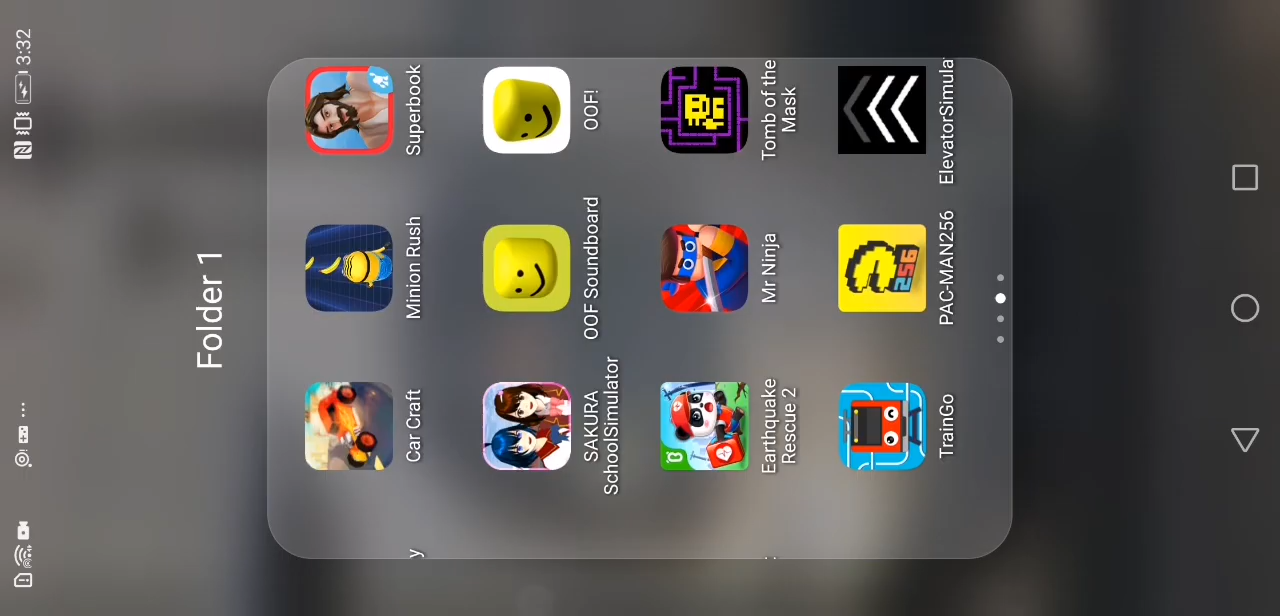 3:32
Folder 1
Car Craft
Minion Rush
Superbook
SAKURA
SchoolSimulator
OOF Soundboard
OOF!
Earthquake
Rescue 2
Mr Ninja
Tomb of the
Mask
TrainGo
256
PAC-MAN256
ElevatorSimula
y